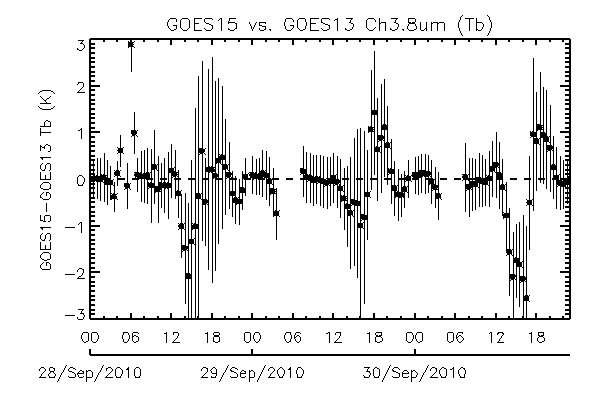 GOES15 vs. GOES13 Ch3.8um (Tb)
GOES15-GOES13 Tb (K)
3
2
1
0
-1
-2
-3
00 06 12 18 00 06 12 18 00 06 12 18
28/Sep/2010 29/Sep/2010 30/Sep/2010